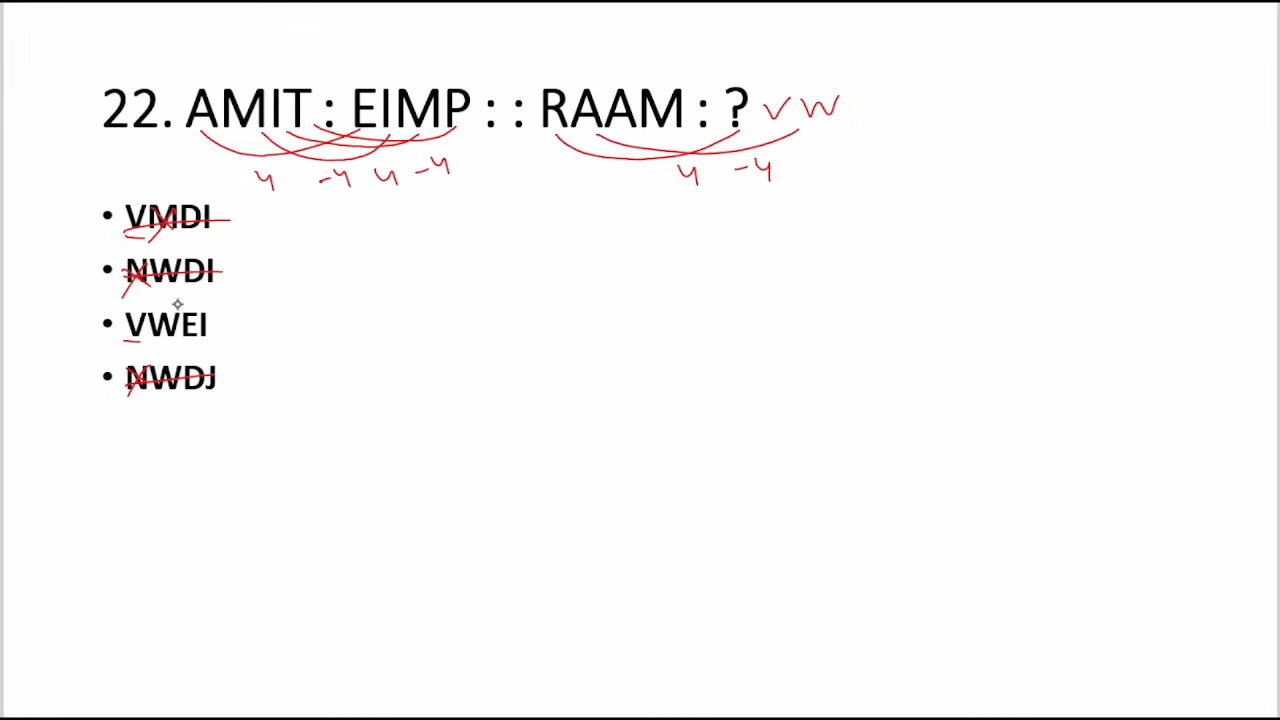 22. AMIT : EIMP : : RAAM : ? V W
4 -4 4 -4 4 -4
• VMDI
• NWDI
• VWEI
• NWDJ